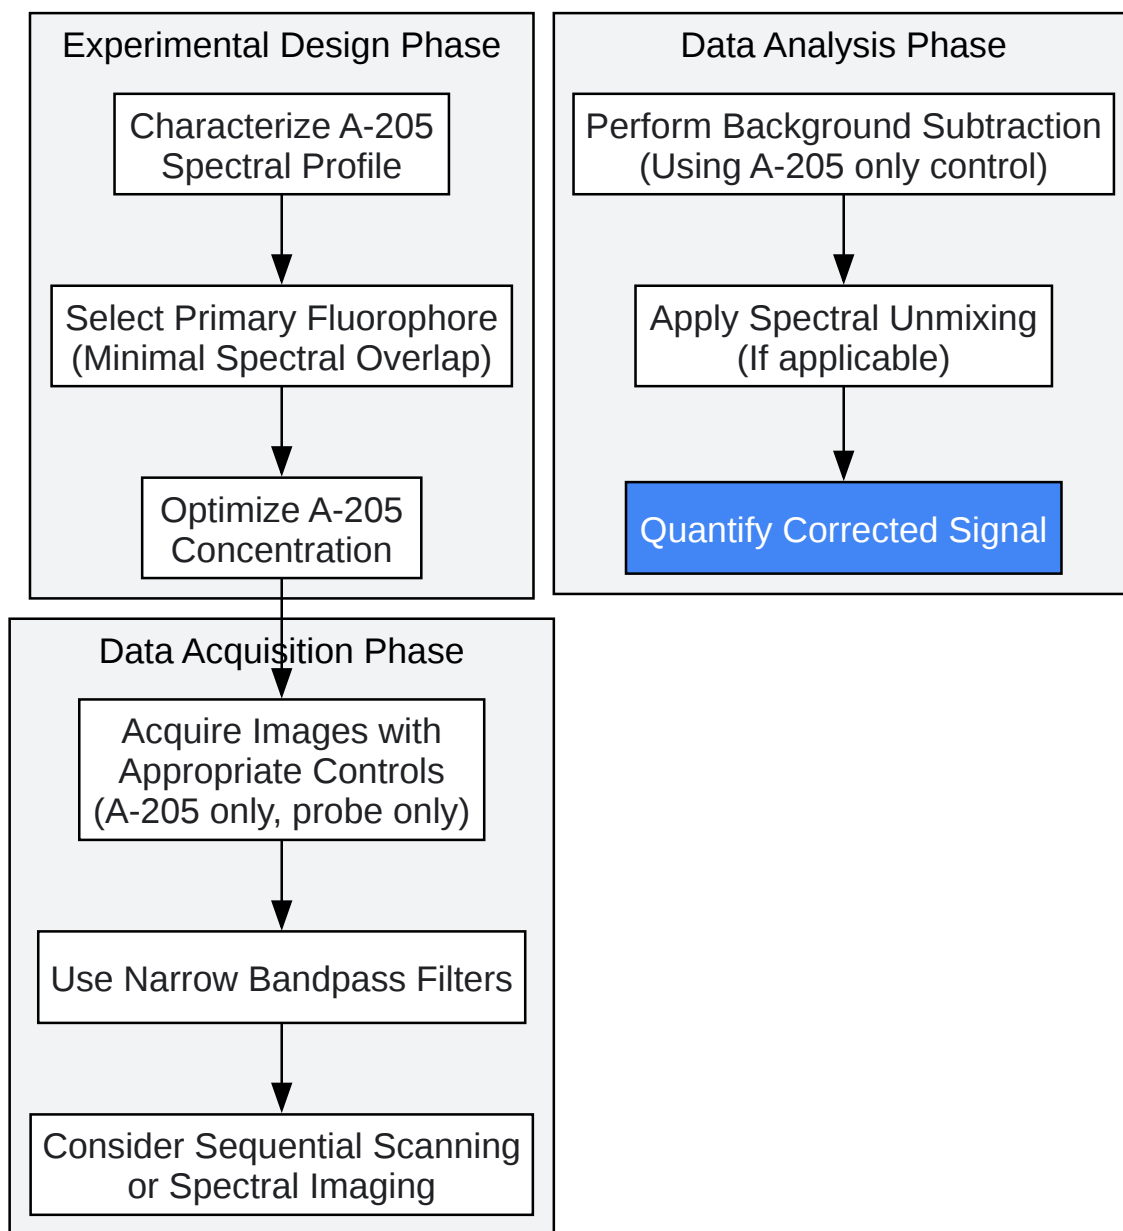 Experimental Design Phase
Characterize A-205
Spectral Profile
Select Primary Fluorophore
(Minimal Spectral Overlap)
Optimize A-205
Concentration
Data Acquisition Phase
Acquire Images with
Appropriate Controls
(A-205 only, probe only)
Use Narrow Bandpass Filters
Consider Sequential Scanning
or Spectral Imaging
Data Analysis Phase
Perform Background Subtraction
(Using A-205 only control)
Apply Spectral Unmixing
(If applicable)
Quantify Corrected Signal